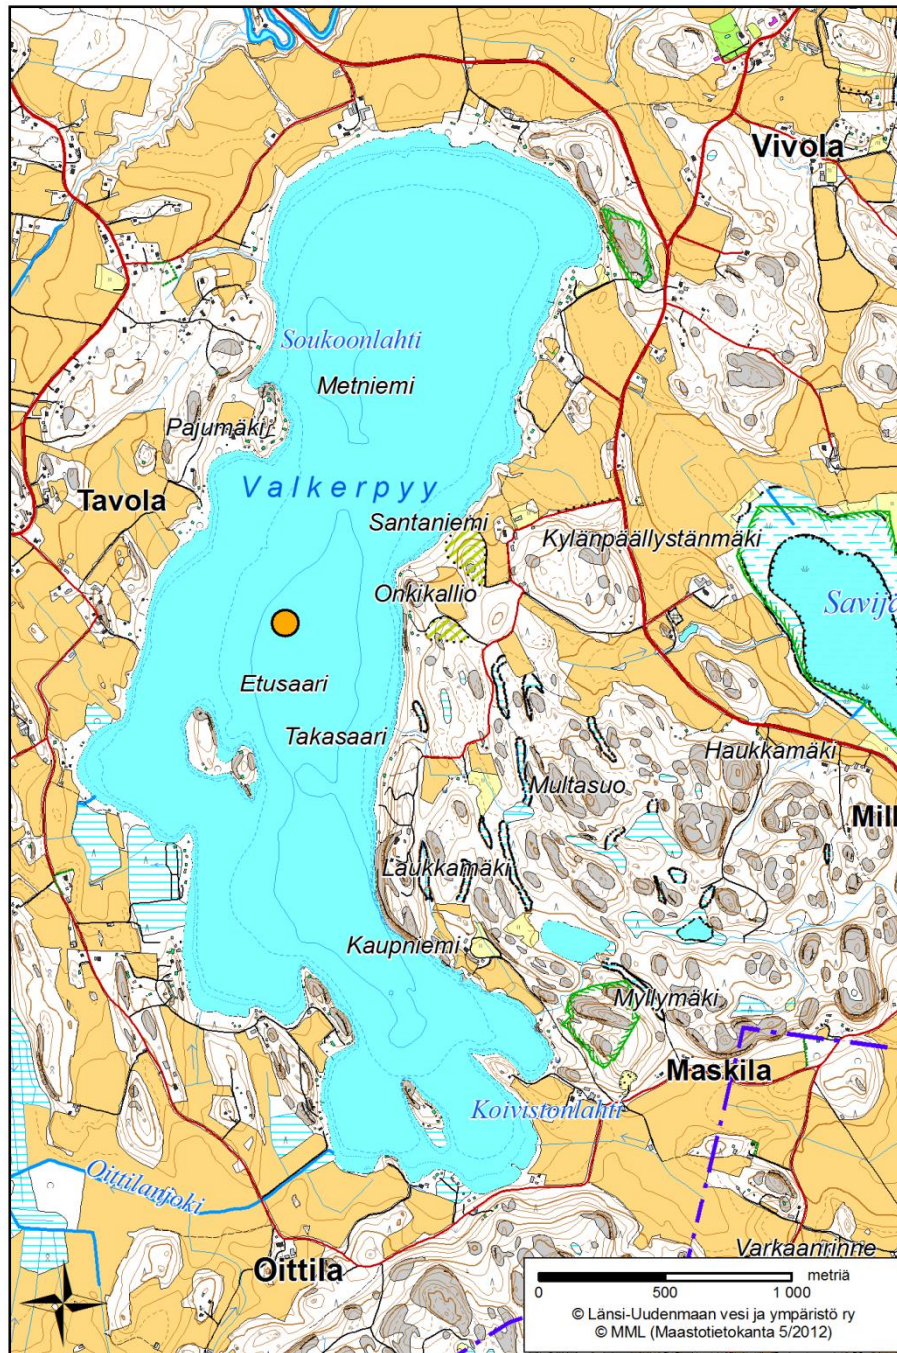 Vivola
Soukoonlahti
Metniemi
Pajumäki
Valkerpyy
Tavola
Santaniemi
Kylänpäällystänmäki
Onkikallio
Savijä
Etusaari
Takasaari
Haukkamäki
Multasuo
Mill
Laukkamäki
Kaupniemi
Myllymäki
Maskila
Koivistonlahti
Oittilanjoki
Oittila
Varkaanrinne
metriä
0 500 1 000
© Länsi-Uudenmaan vesi ja ympäristö ry
© MML (Maastotietokanta 5/2012)